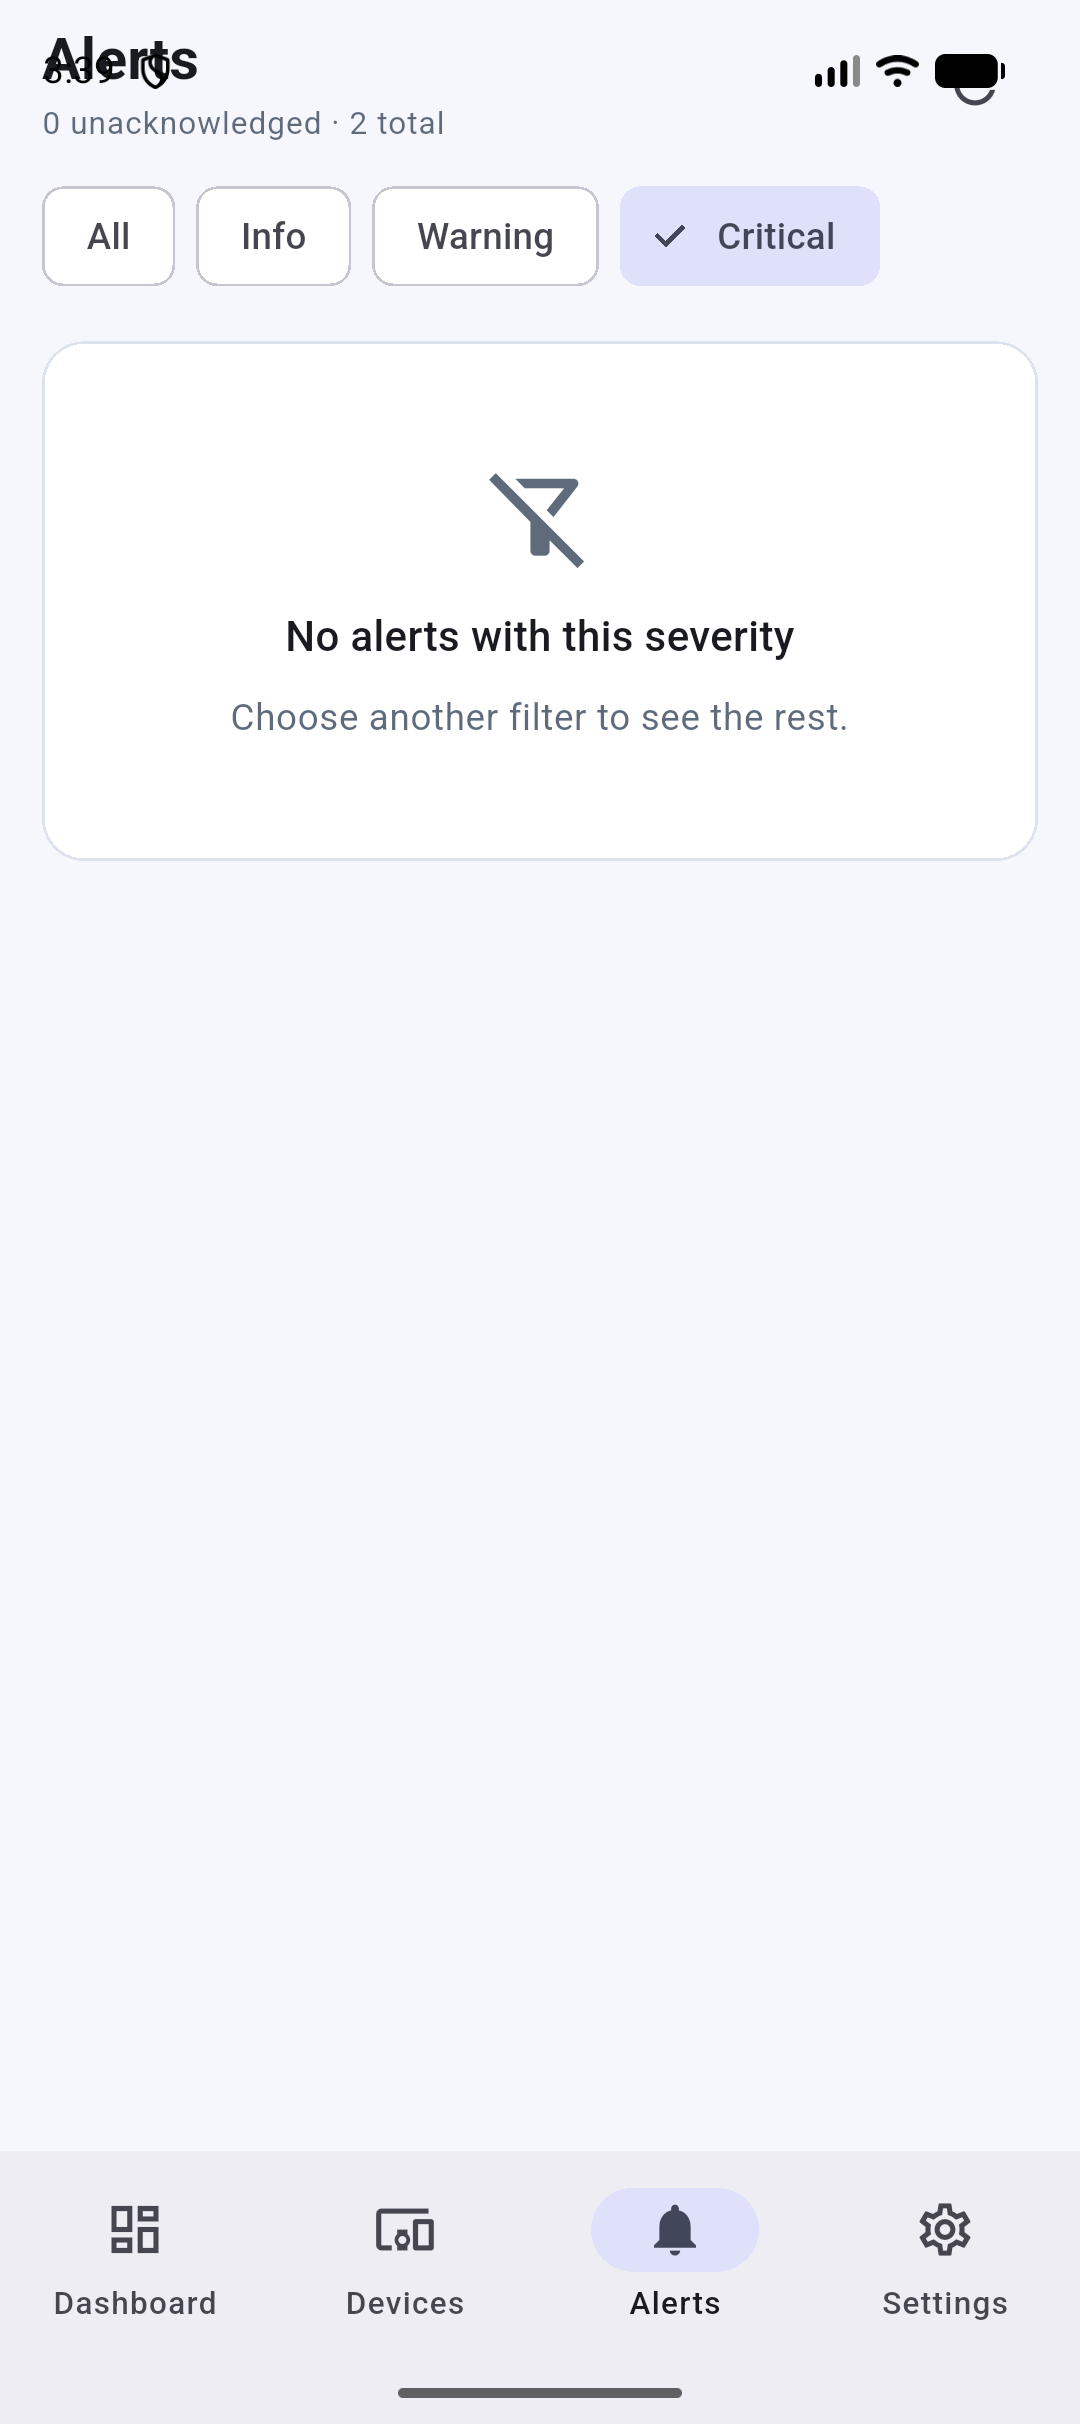 Alerts
0 unacknowledged · 2 total
All
Info
Warning
Critical
No alerts with this severity
Choose another filter to see the rest.
Dashboard
Devices
Alerts
Settings